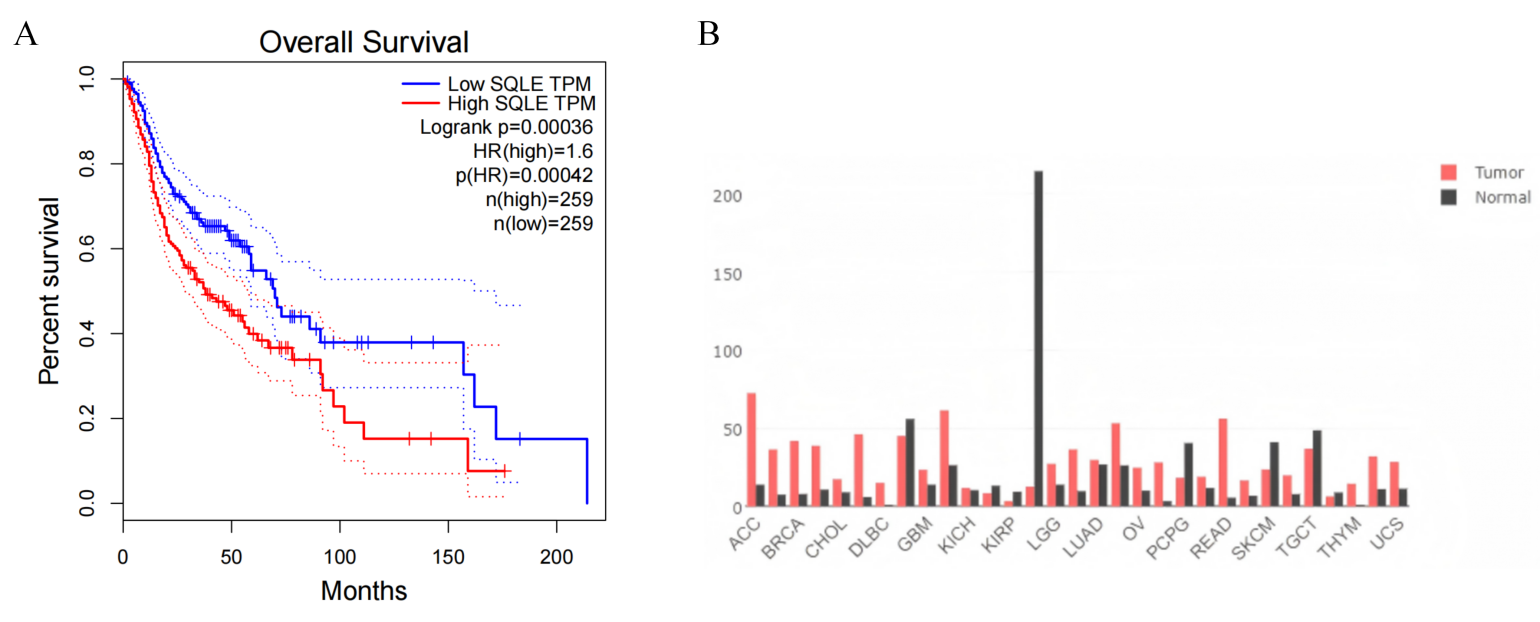 A
Overall Survival
Low SQLE TPM
High SQLE TPM
Logrank p=0.00036
HR(high)=1.6
p(HR)=0.00042
n(high)=259
n(low)=259
Percent survival
1.0
0.8
0.6
0.4
0.2
0.0
0 50 100 150 200
Months
B
Tumor
Normal
200
150
100
50
0
ACC BRCA CHOL DLBC GBM KICH KIRP LGG LUAD OV PCPG READ SKCM TGCT THYM UCS